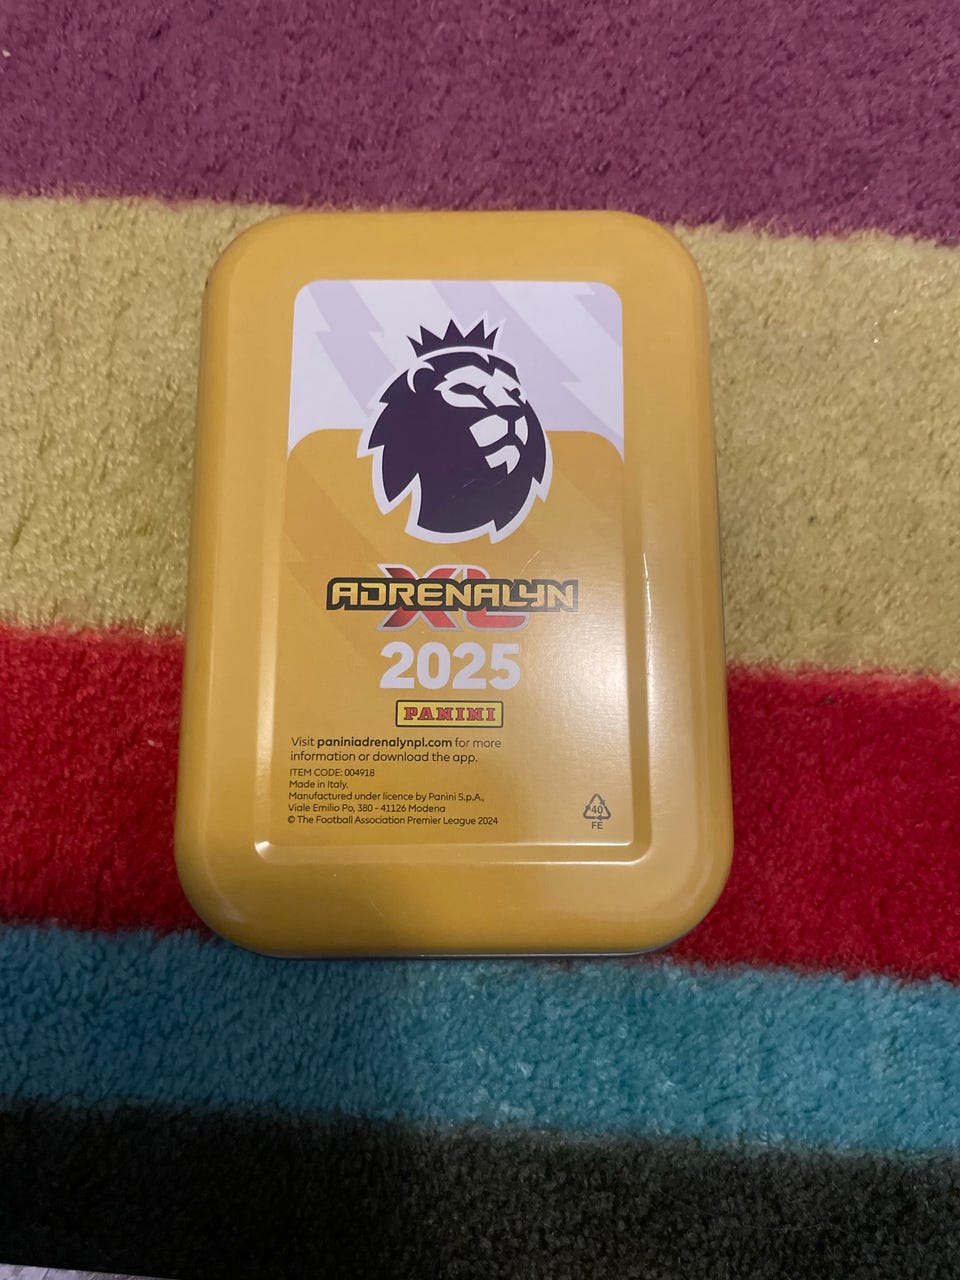 ADRENALYN
XL
2025
PANINI
Visit paniniadrenalynpl.com for more
information or download the app.
ITEM CODE: 004918
Made in Italy.
Manufactured under licence by Panini S.p.A.,
Viale Emilio Po, 380 - 41126 Modena
© The Football Association Premier League 2024
40
FE